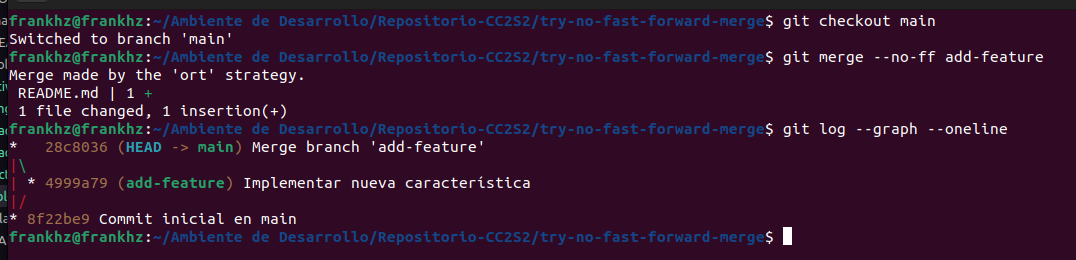 frankhz@frankhz:~/Ambiente de Desarrollo/Repositorio-CC2S2/try-no-fast-forward-merge$ git checkout main
Switched to branch 'main'
frankhz@frankhz:~/Ambiente de Desarrollo/Repositorio-CC2S2/try-no-fast-forward-merge$ git merge --no-ff add-feature
Merge made by the 'ort' strategy.
 README.md | 1 +
 1 file changed, 1 insertion(+)
frankhz@frankhz:~/Ambiente de Desarrollo/Repositorio-CC2S2/try-no-fast-forward-merge$ git log --graph --oneline
*   28c8036 (HEAD -> main) Merge branch 'add-feature'
|\
| * 4999a79 (add-feature) Implementar nueva característica
|/
* 8f22be9 Commit inicial en main
frankhz@frankhz:~/Ambiente de Desarrollo/Repositorio-CC2S2/try-no-fast-forward-merge$